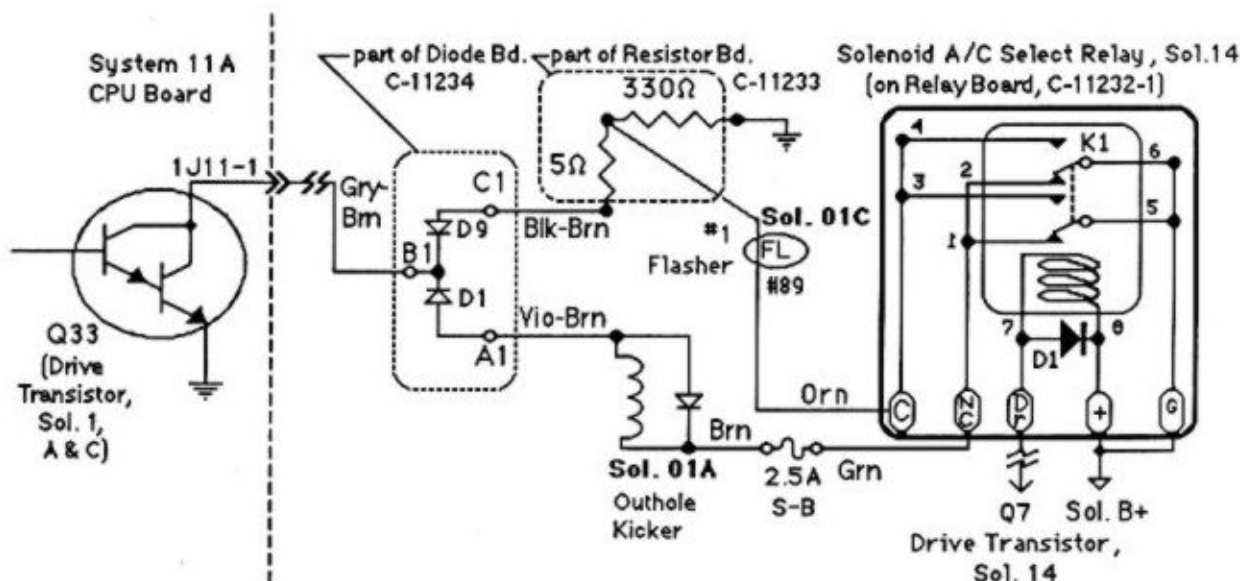 System 11A
CPU Board
1J11-1
Q33
(Drive
Transistor,
Sol. 1,
A & C)
part of Diode Bd.
C-11234
part of Resistor Bd.
C-11233
330Ω
5Ω
Gry-
Brn
C1
D9
B1
D1
A1
Blk-Brn
Vio-Brn
#1
Flasher
Sol. 01C
FL
#89
Orn
Brn
Sol. 01A
Outhole
Kicker
2.5A
S-B
Grn
Solenoid A/C Select Relay, Sol.14
(on Relay Board, C-11232-1)
4
K1
6
2
3
5
1
7
8
D1
C
NC
Dr
+
G
Q7
Sol. B+
Drive Transistor,
Sol. 14